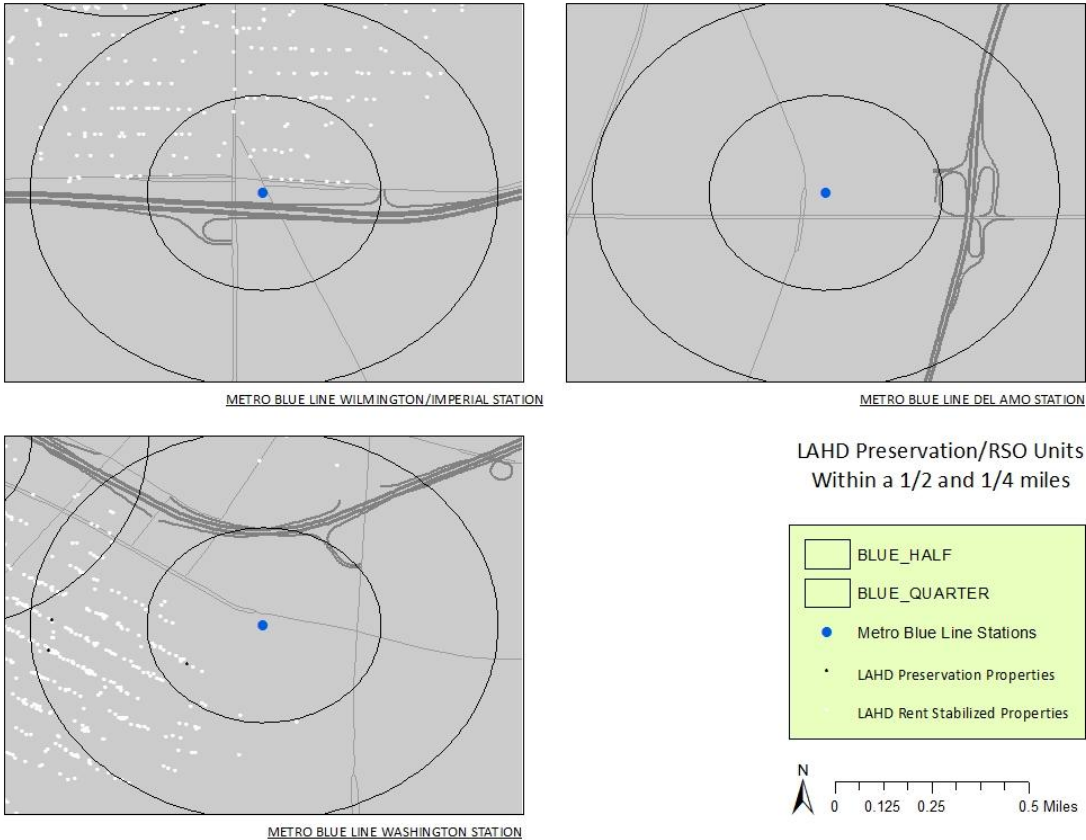 METRO BLUE LINE WILMINGTON/IMPERIAL STATION
METRO BLUE LINE DEL AMO STATION
METRO BLUE LINE WASHINGTON STATION
LAHD Preservation/RSO Units
Within a 1/2 and 1/4 miles
BLUE_HALF
BLUE_QUARTER
Metro Blue Line Stations
LAHD Preservation Properties
LAHD Rent Stabilized Properties
N
0 0.125 0.25 0.5 Miles